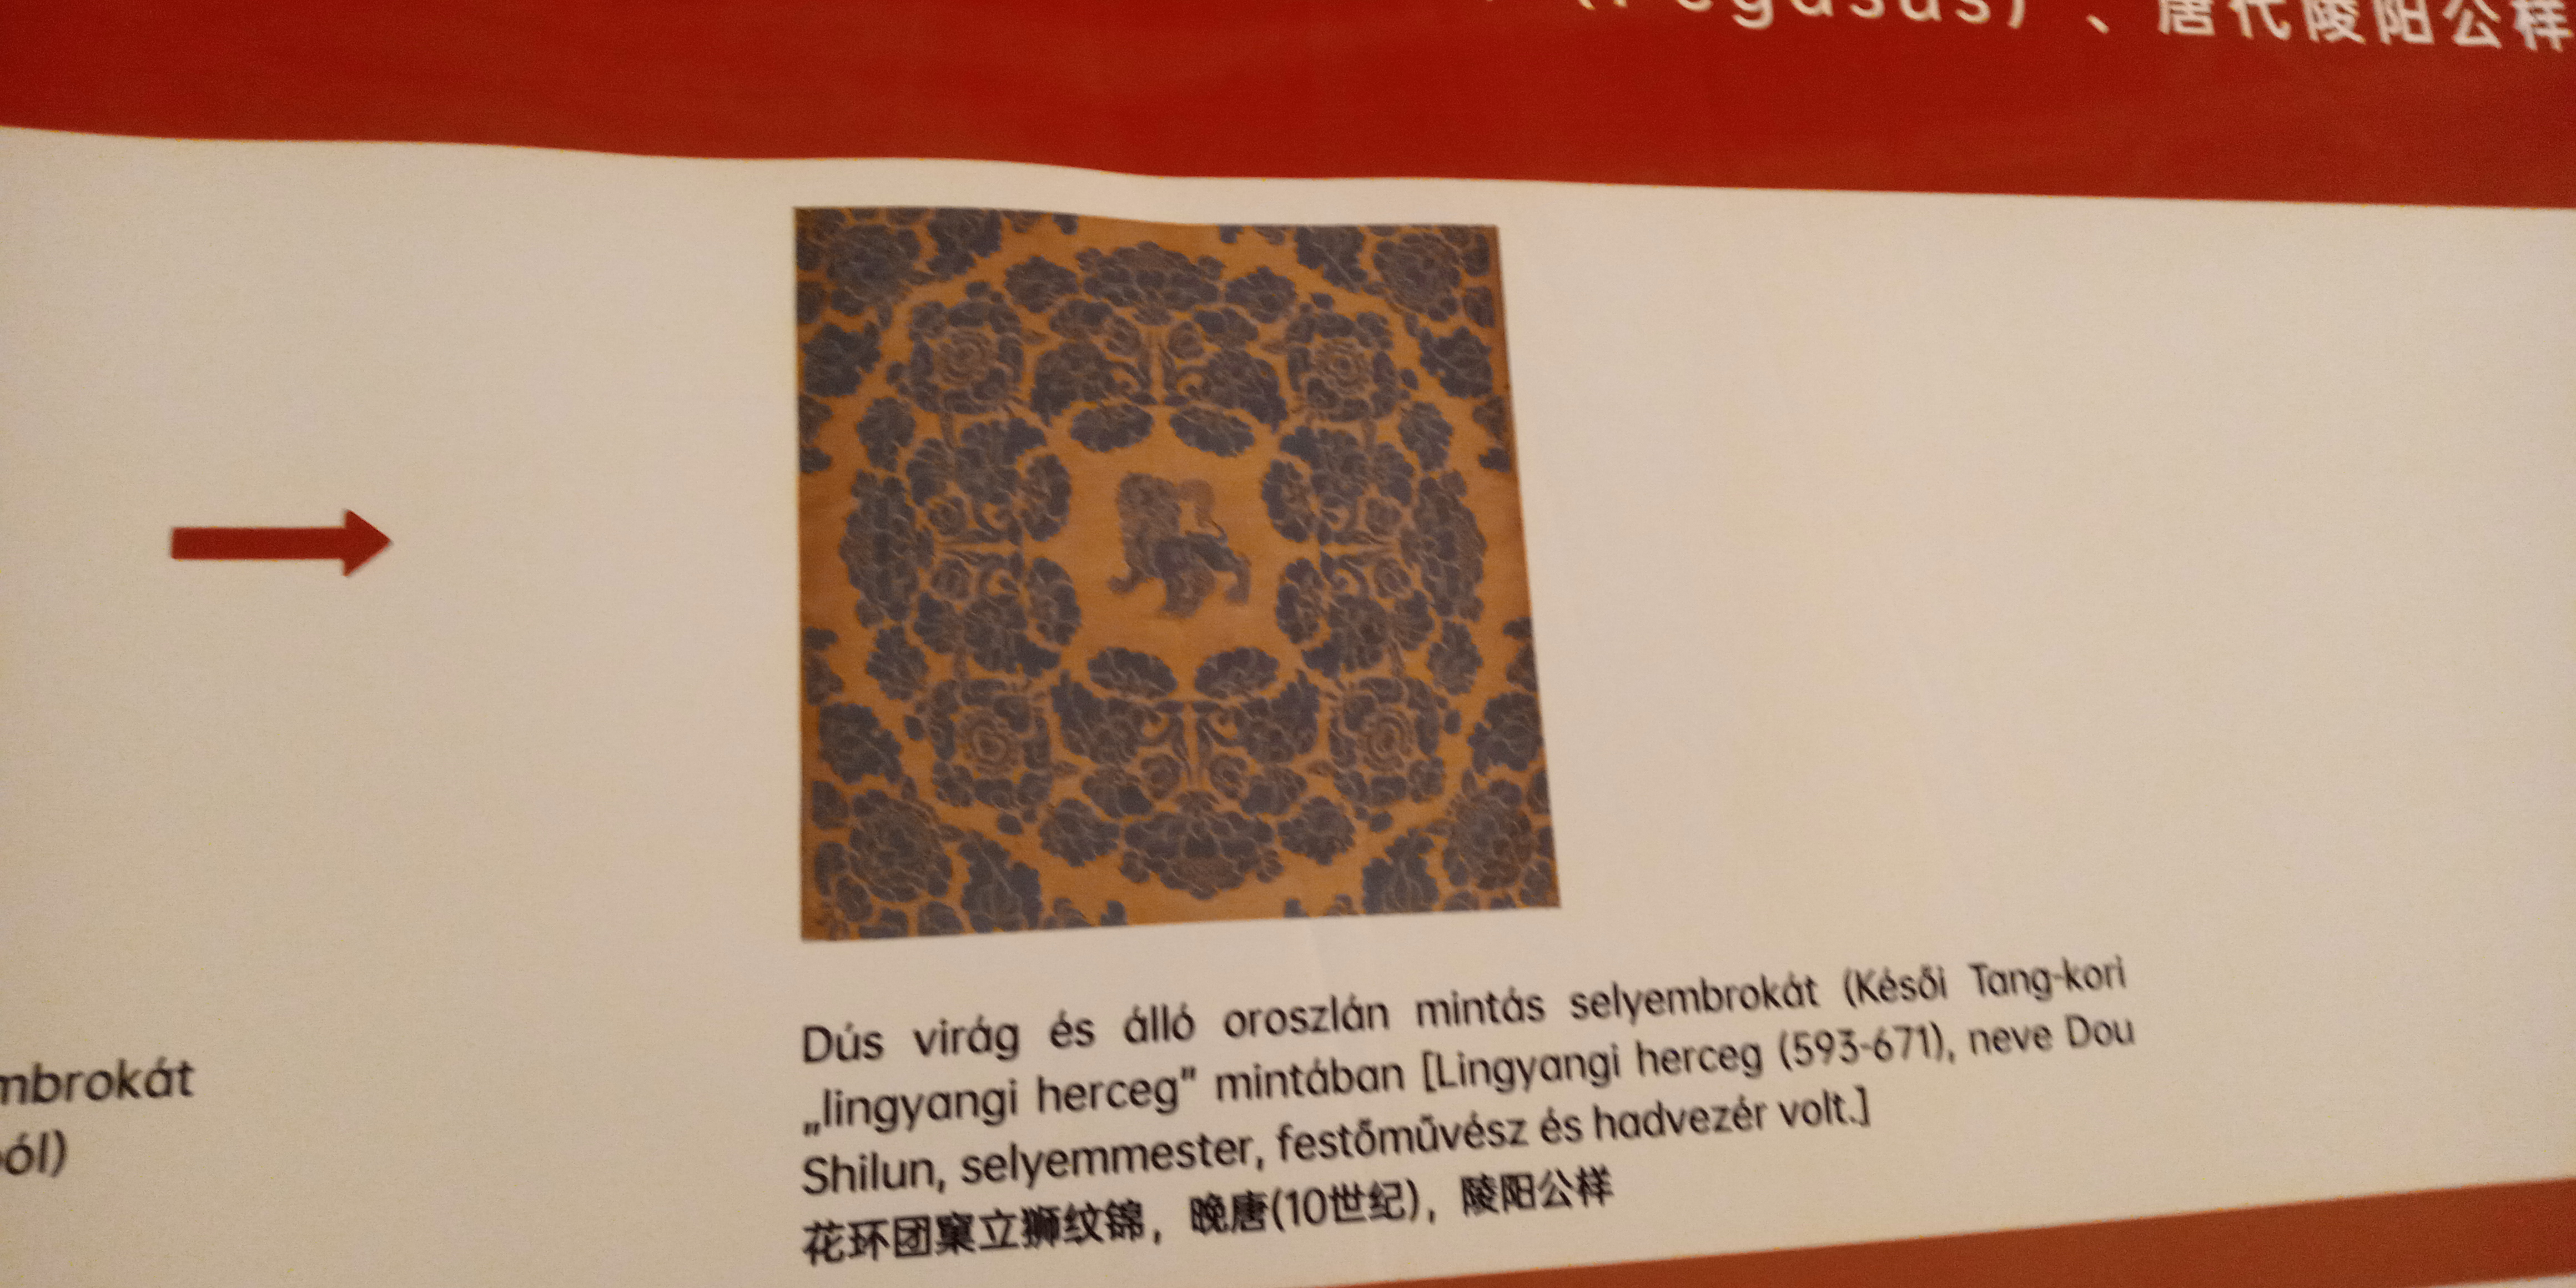 (Pegasus)、唐代陵阳公样
mbrokát
ól)
Dús virág és álló oroszlán mintás selyembrokát (Késői Tang-kori
„lingyangi herceg” mintában [Lingyangi herceg (593-671), neve Dou
Shilun, selyemmester, festőművész és hadvezér volt.]
花环团窠立狮纹锦，晚唐(10世纪)，陵阳公样